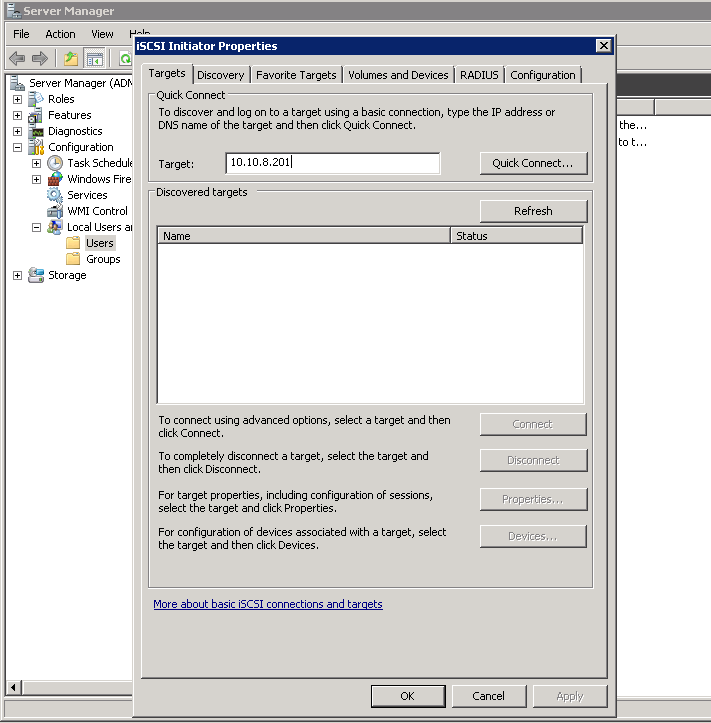 Server Manager
File Action View Help
iSCSI Initiator Properties
Targets Discovery Favorite Targets Volumes and Devices RADIUS Configuration
Server Manager (ADM
Roles
Features
Diagnostics
Configuration
Task Schedule
Windows Fire
Services
WMI Control
Local Users an
Users
Groups
Storage
Quick Connect
To discover and log on to a target using a basic connection, type the IP address or
DNS name of the target and then click Quick Connect.
Target: 10.10.8.201 Quick Connect...
Discovered targets
Refresh
Name Status
To connect using advanced options, select a target and then
click Connect.
Connect
To completely disconnect a target, select the target and
then click Disconnect.
Disconnect
For target properties, including configuration of sessions,
select the target and click Properties.
Properties...
For configuration of devices associated with a target, select
the target and then click Devices.
Devices...
More about basic iSCSI connections and targets
OK Cancel Apply
the...
to t...